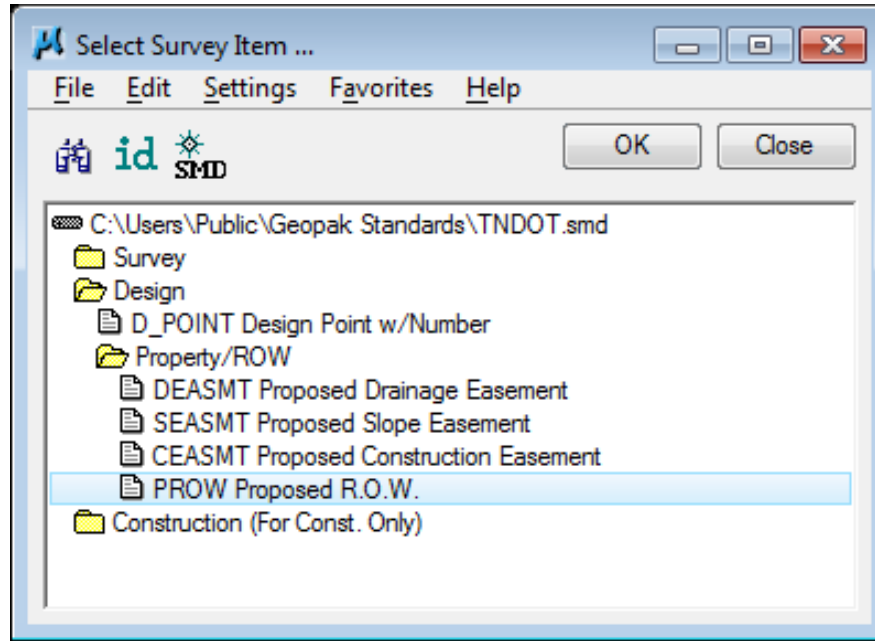 Select Survey Item ...
File Edit Settings Favorites Help
id SMD OK Close
C:\Users\Public\Geopak Standards\TNDOT.smd
Survey
Design
D_POINT Design Point w/Number
Property/ROW
DEASMT Proposed Drainage Easement
SEASMT Proposed Slope Easement
CEASMT Proposed Construction Easement
PROW Proposed R.O.W.
Construction (For Const. Only)